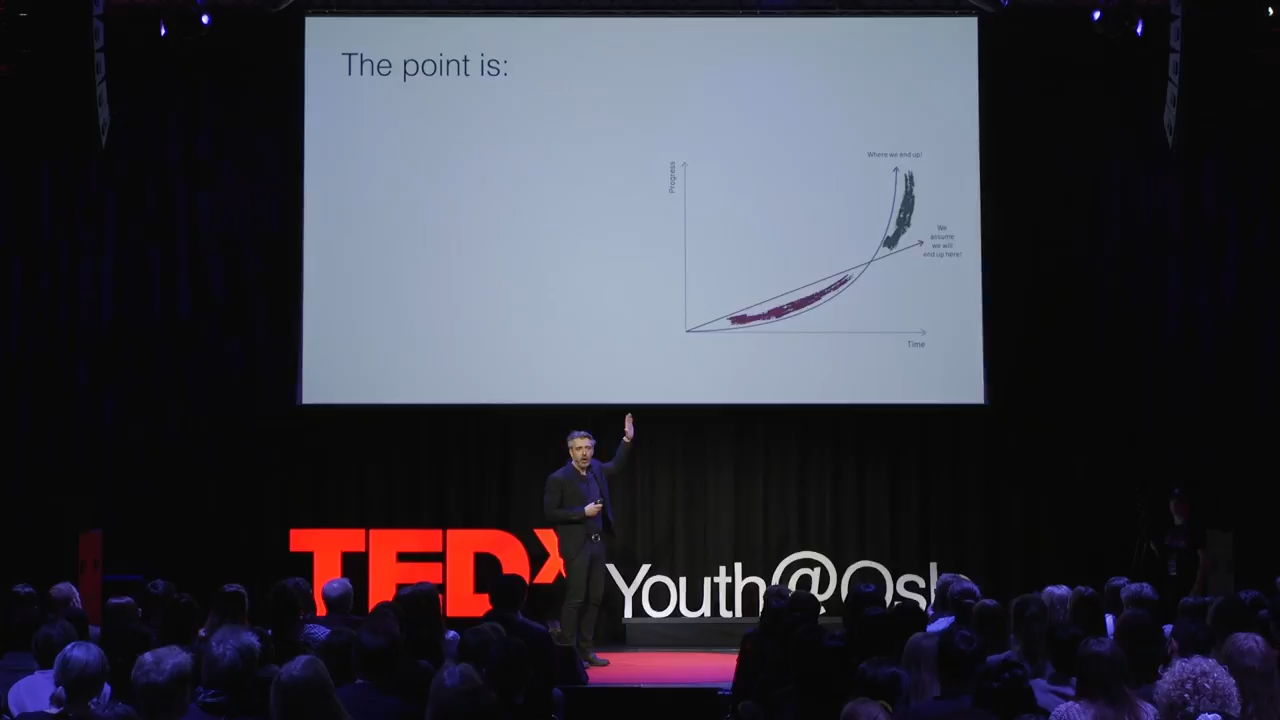 The point is:
Where we end up!
Progress
We
assume
we will
end up here!
Time
TEDx
Youth@Osl